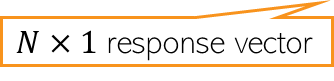 N × 1 response vector